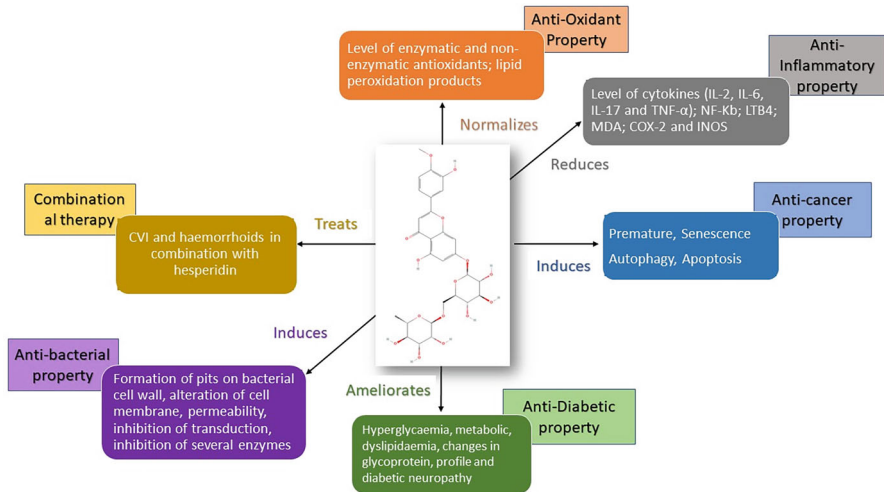 Anti-Oxidant
Property
Level of enzymatic and non-
enzymatic antioxidants; lipid
peroxidation products
Normalizes
Anti-
Inflammatory
property
Level of cytokines (IL-2, IL-6,
IL-17 and TNF-α); NF-Kb; LTB4;
MDA; COX-2 and INOS
Reduces
Combination
al therapy
CVI and haemorrhoids in
combination with
hesperidin
Treats
Anti-cancer
property
Premature, Senescence
Autophagy, Apoptosis
Induces
Induces
Anti-bacterial
property
Formation of pits on bacterial
cell wall, alteration of cell
membrane, permeability,
inhibition of transduction,
inhibition of several enzymes
Ameliorates
Anti-Diabetic
property
Hyperglycaemia, metabolic,
dyslipidaemia, changes in
glycoprotein, profile and
diabetic neuropathy